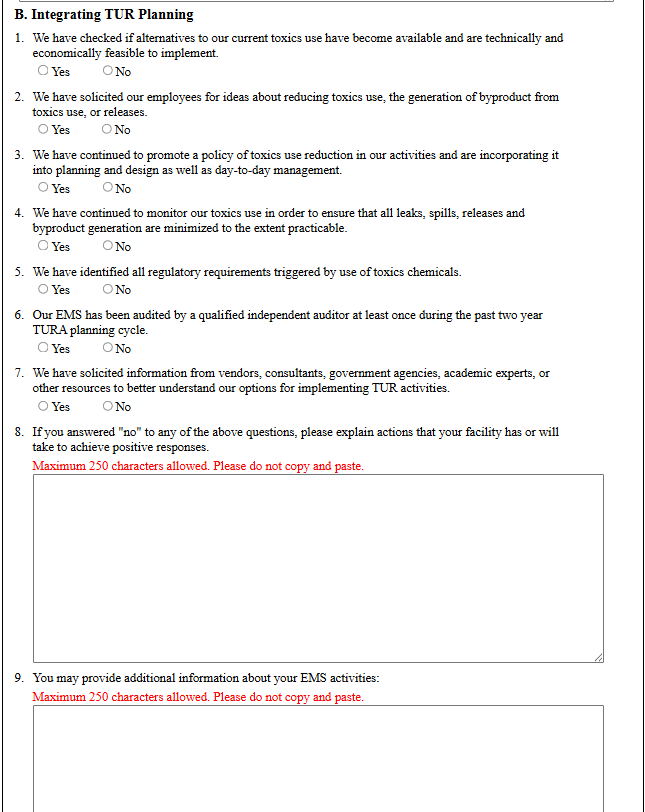 B. Integrating TUR Planning
1. We have checked if alternatives to our current toxics use have become available and are technically and
economically feasible to implement.
Yes No
2. We have solicited our employees for ideas about reducing toxics use, the generation of byproduct from
toxics use, or releases.
Yes No
3. We have continued to promote a policy of toxics use reduction in our activities and are incorporating it
into planning and design as well as day-to-day management.
Yes No
4. We have continued to monitor our toxics use in order to ensure that all leaks, spills, releases and
byproduct generation are minimized to the extent practicable.
Yes No
5. We have identified all regulatory requirements triggered by use of toxics chemicals.
Yes No
6. Our EMS has been audited by a qualified independent auditor at least once during the past two year
TURA planning cycle.
Yes No
7. We have solicited information from vendors, consultants, government agencies, academic experts, or
other resources to better understand our options for implementing TUR activities.
Yes No
8. If you answered "no" to any of the above questions, please explain actions that your facility has or will
take to achieve positive responses.
Maximum 250 characters allowed. Please do not copy and paste.
9. You may provide additional information about your EMS activities:
Maximum 250 characters allowed. Please do not copy and paste.